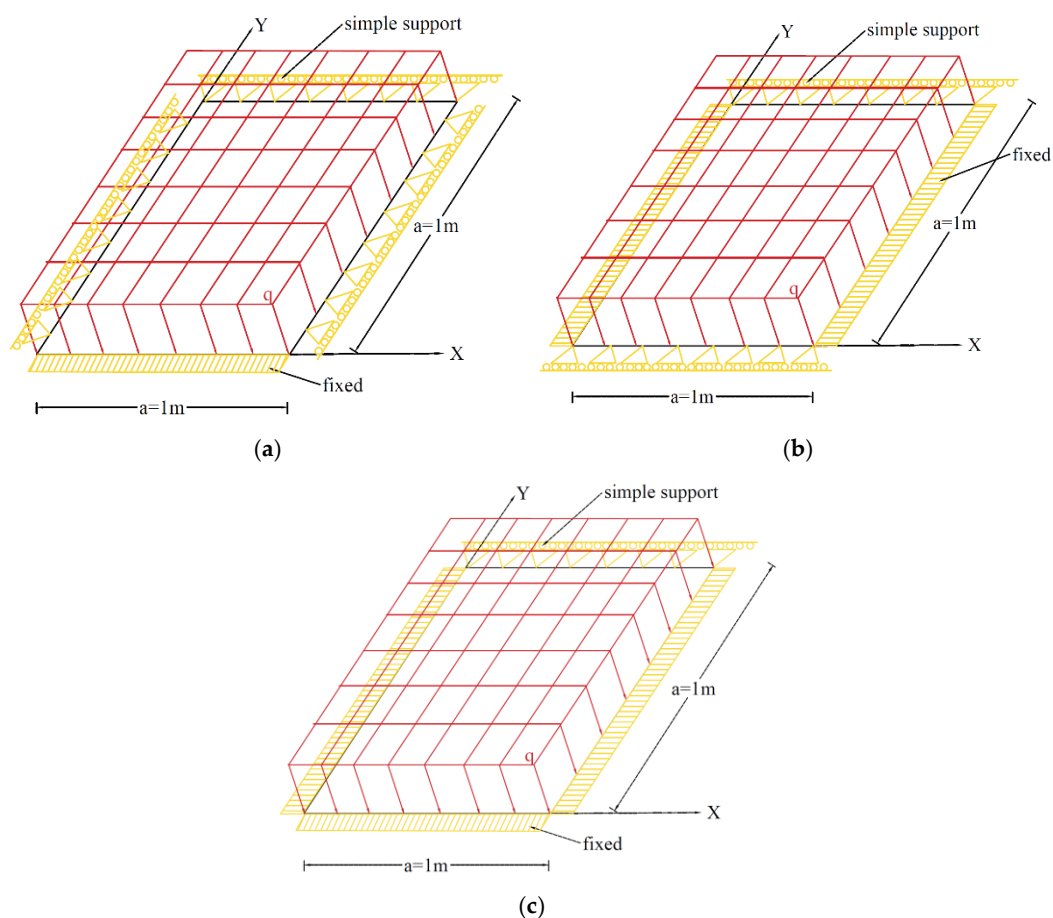 Y
simple support
a=1m
q
X
fixed
a=1m
(a)
Y
simple support
fixed
a=1m
q
X
a=1m
(b)
Y
simple support
a=1m
q
X
fixed
a=1m
(c)